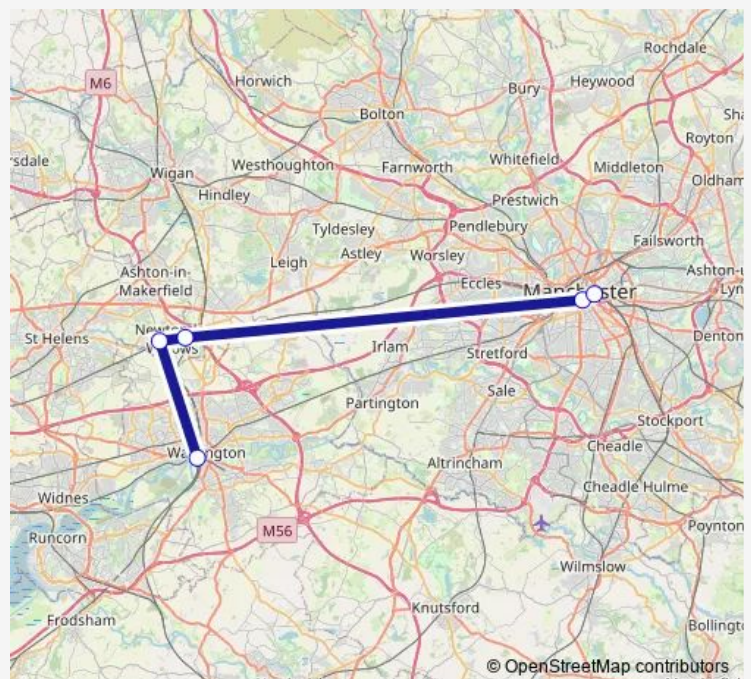 Rochdale
M6
Horwich
Bury
Heywood
Bolton
Royton
Wigan
Westhoughton
Farnworth
Whitefield
Middleton
Oldham
Hindley
Prestwich
Tyldesley
Pendlebury
Failsworth
Leigh
Astley
Worsley
Ashton-in-
Makerfield
Eccles
Denton
St Helens
Irlam
Stretford
Sale
Partington
Stockport
Cheadle
Altrincham
Cheadle Hulme
Widnes
Poynton
M56
Runcorn
Wilmslow
Knutsford
Frodsham
© OpenStreetMap contributors